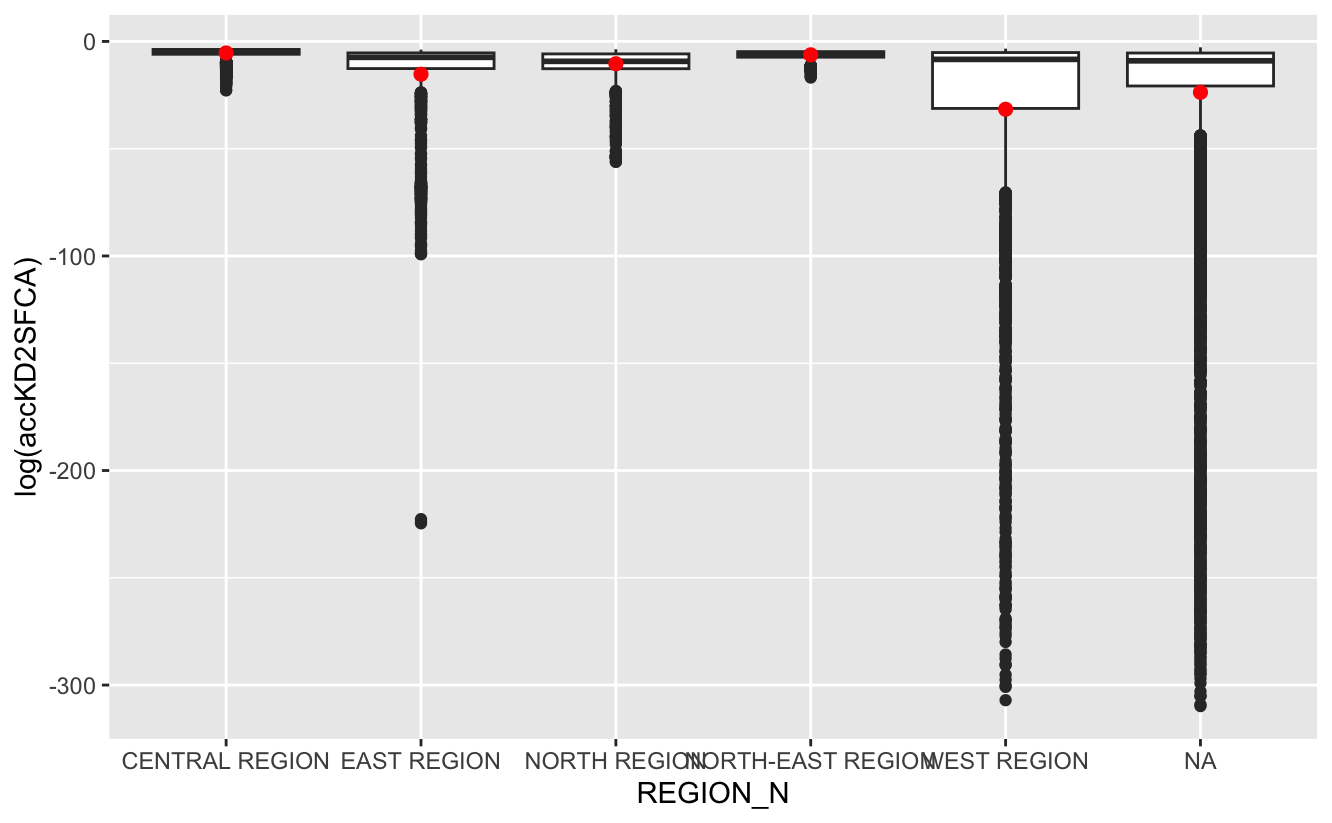 0
-100
-200
-300
log(accKD2SFCA)
CENTRAL REGION EAST REGION NORTH REGION NORTH-EAST REGION WEST REGION NA
REGION_N